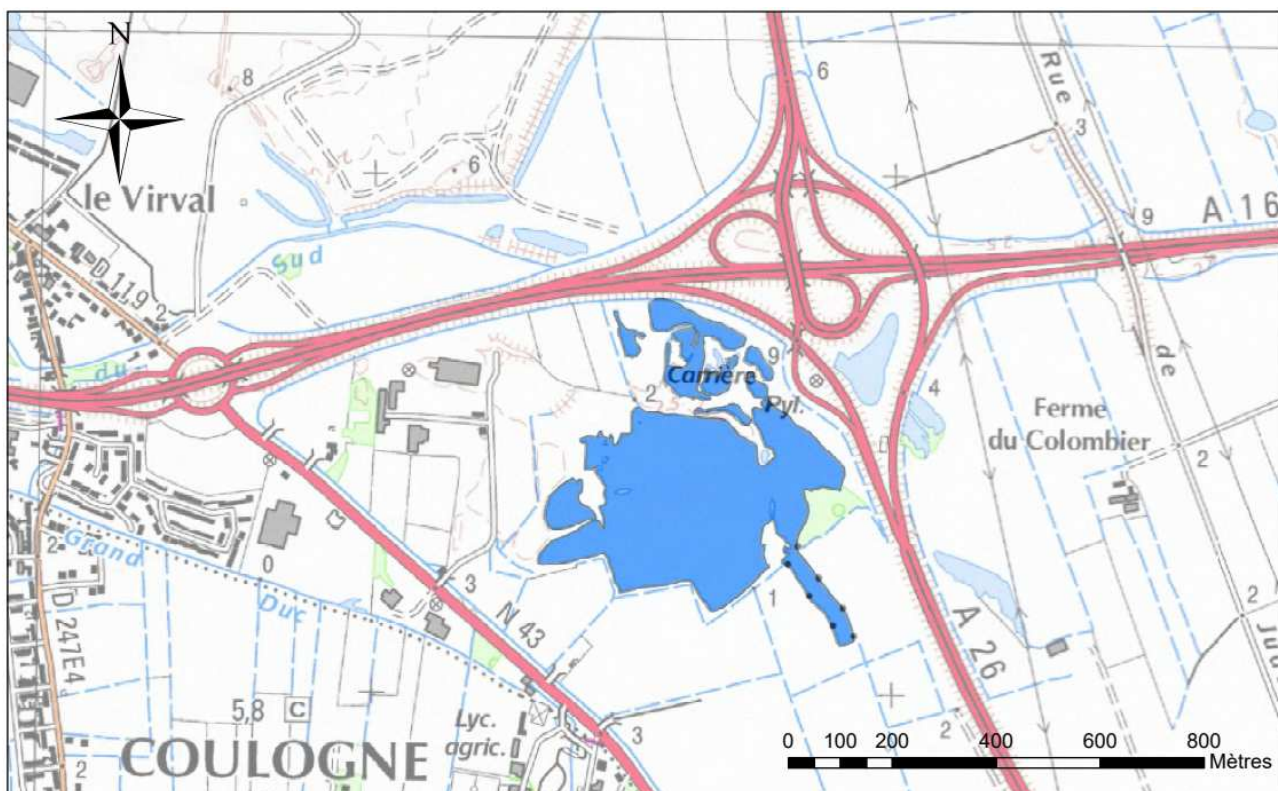 N
8
6
le Virval
6
Rue
3
9
A 16
Sud
D 119
2
du
de
9
2
Carrière
Pyl.
4
Ferme
du Colombier
2
Grand
0
2
Duc
3
N 43
1
A 26
2
D 247E4
5,8
C
Lyc.
agric.
3
2
COULOGNE
2
0 100 200 400 600 800
Mètres